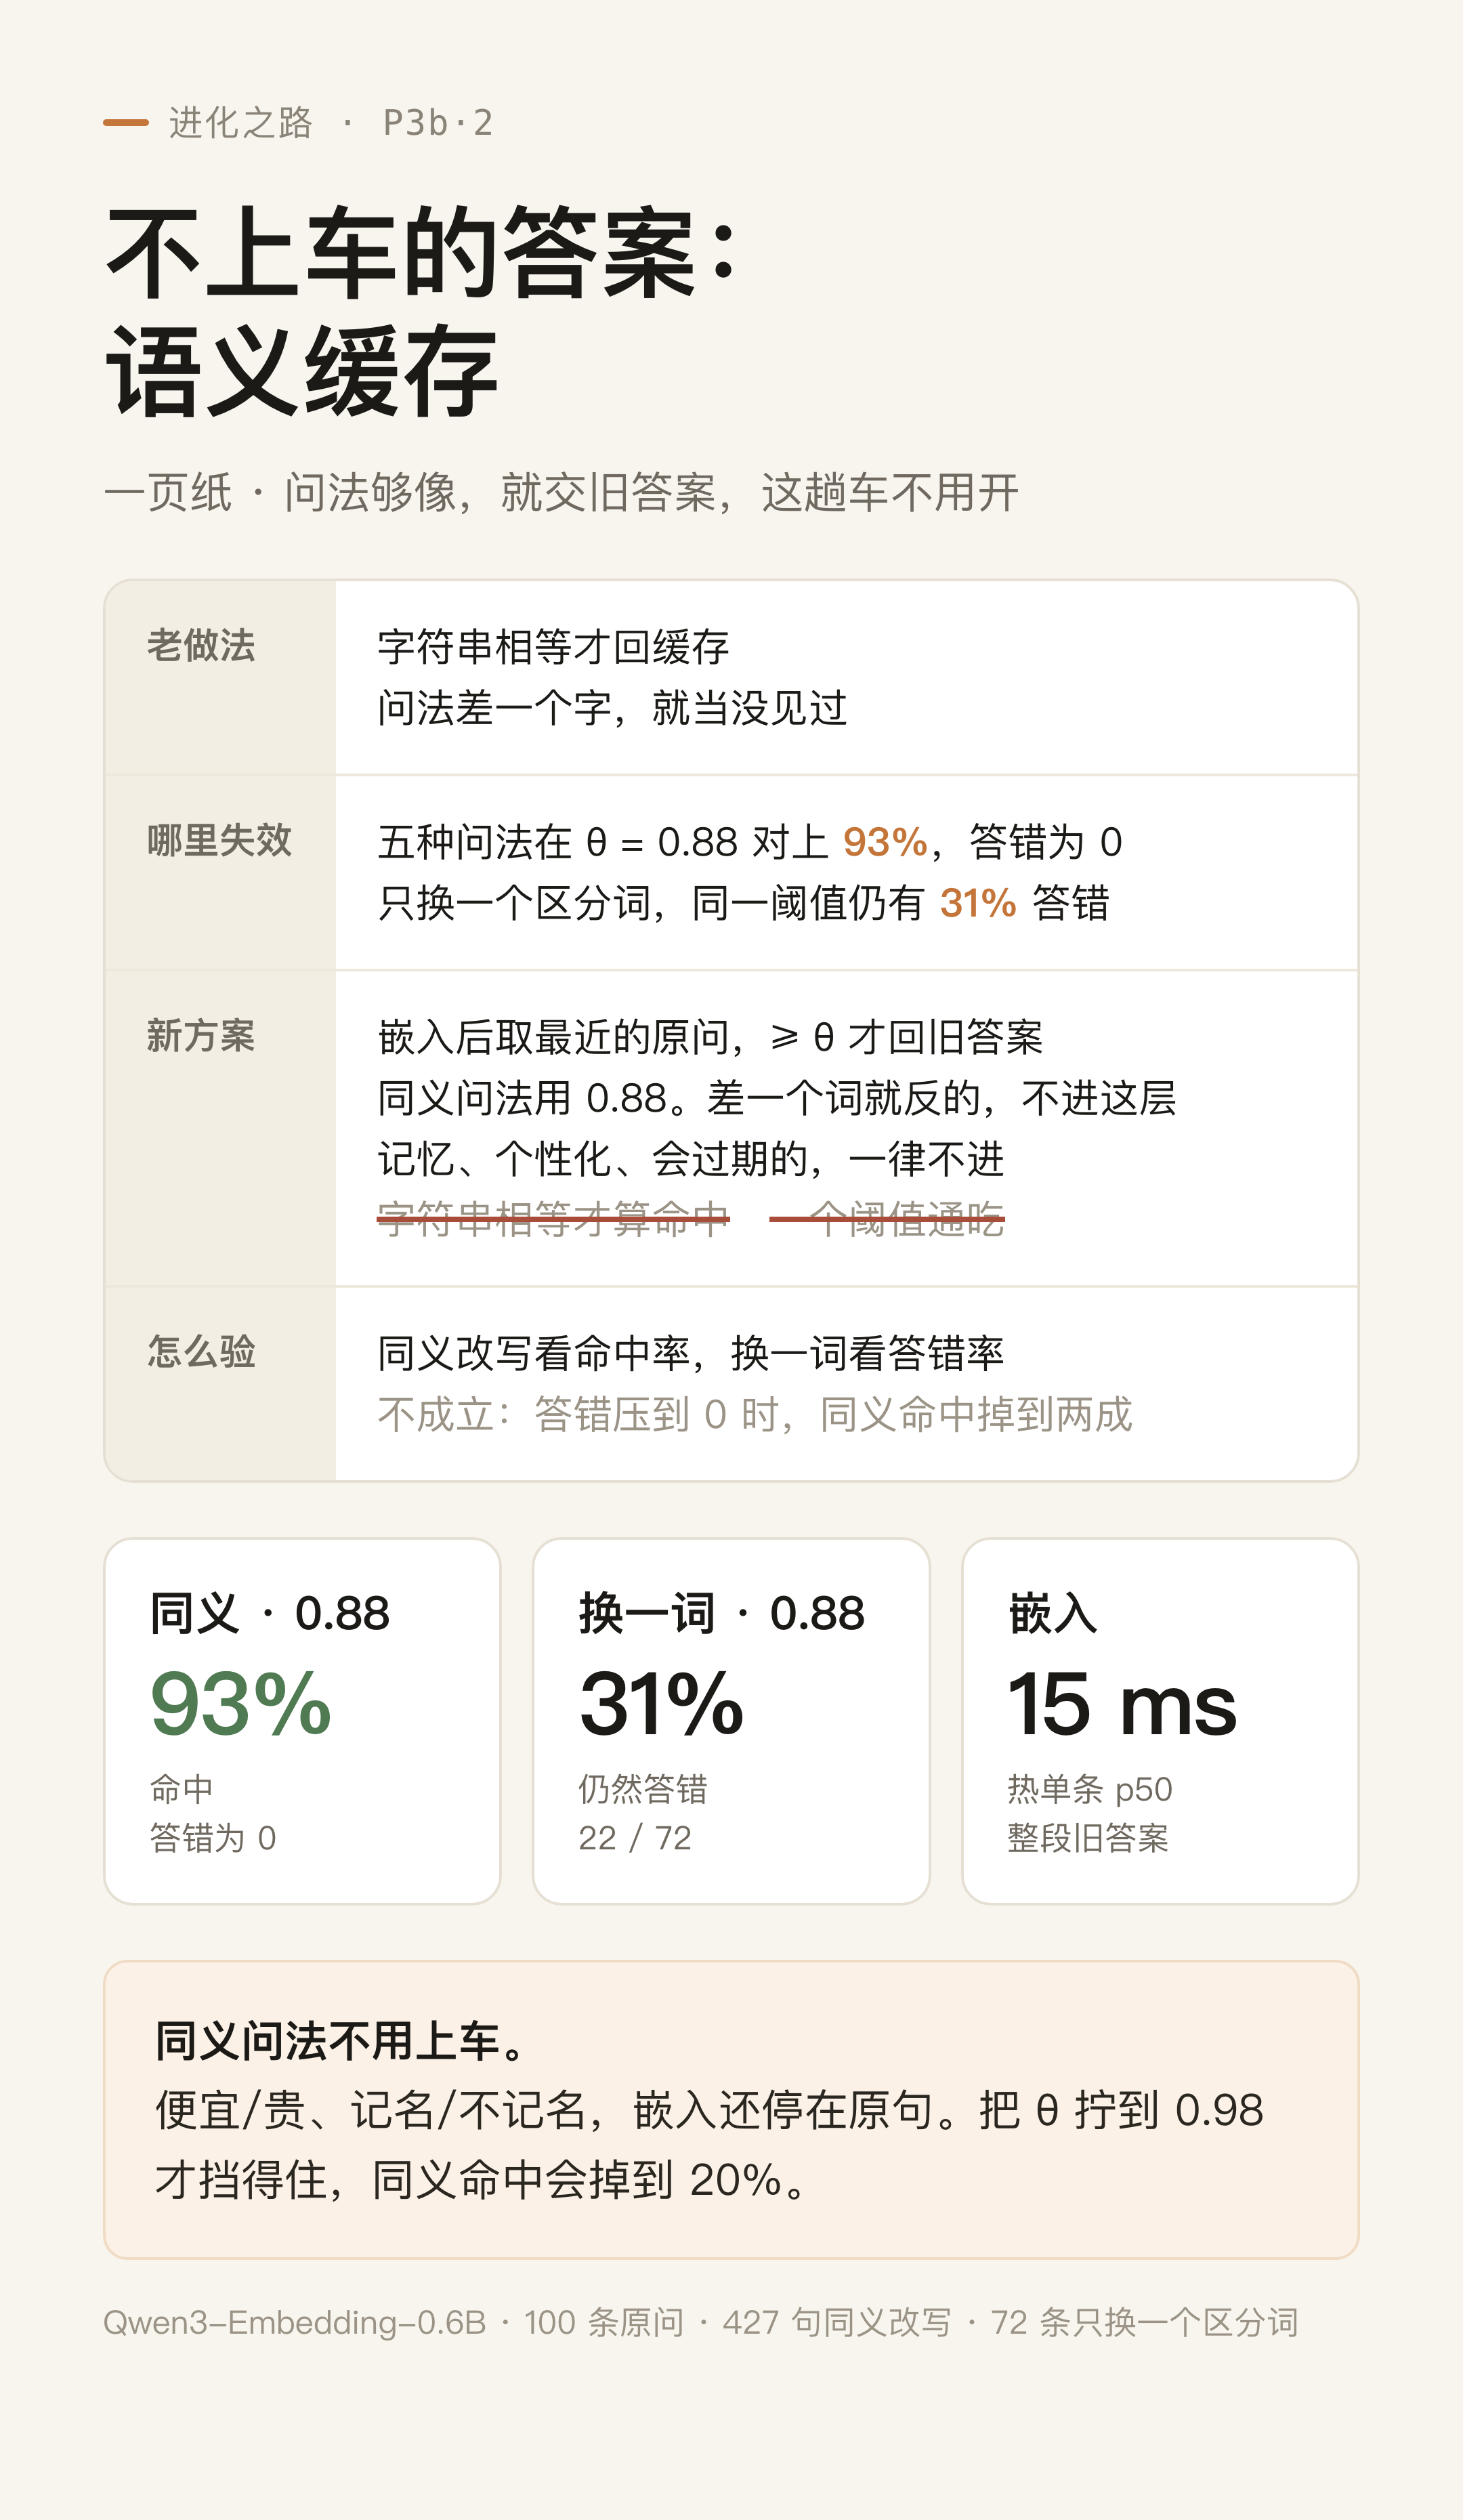 进化之路 · P3b·2
不上车的答案：
语义缓存
一页纸 · 问法够像，就交旧答案，这趟车不用开
老做法
字符串相等才回缓存
问法差一个字，就当没见过
哪里失效
五种问法在 θ = 0.88 对上 93%，答错为 0
只换一个区分词，同一阈值仍有 31% 答错
新方案
嵌入后取最近的原问，⩾ θ 才回旧答案
同义问法用 0.88。差一个词就反的，不进这层
记忆、个性化、会过期的，一律不进
字符串相等才算命中　一个阈值通吃
怎么验
同义改写看命中率，换一词看答错率
不成立：答错压到 0 时，同义命中掉到两成
同义 · 0.88
93%
命中
答错为 0
换一词 · 0.88
31%
仍然答错
22 / 72
嵌入
15 ms
热单条 p50
整段旧答案
同义问法不用上车。
便宜/贵、记名/不记名，嵌入还停在原句。把 θ 拧到 0.98
才挡得住，同义命中会掉到 20%。
Qwen3-Embedding-0.6B · 100 条原问 · 427 句同义改写 · 72 条只换一个区分词